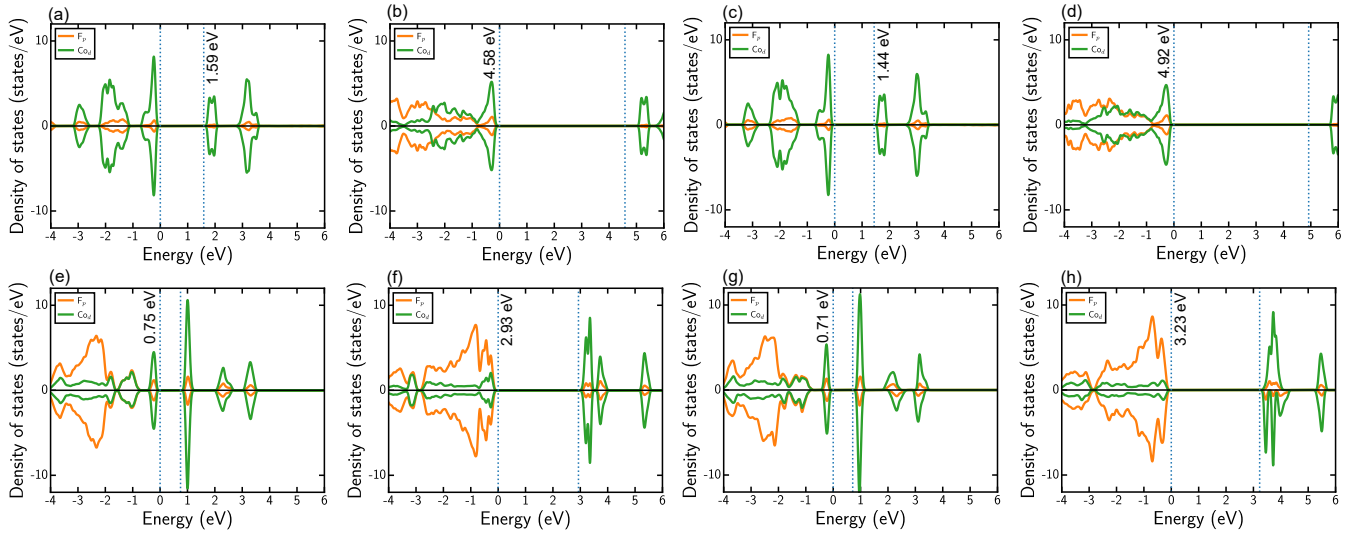 (a)
Density of states (states/eV)
10
0
-10
F_p
Co_d
1.59 eV
-4 -3 -2 -1 0 1 2 3 4 5 6
Energy (eV)
(b)
Density of states (states/eV)
10
0
-10
F_p
Co_d
4.58 eV
-4 -3 -2 -1 0 1 2 3 4 5 6
Energy (eV)
(c)
Density of states (states/eV)
10
0
-10
F_p
Co_d
1.44 eV
-4 -3 -2 -1 0 1 2 3 4 5 6
Energy (eV)
(d)
Density of states (states/eV)
10
0
-10
F_p
Co_d
4.92 eV
-4 -3 -2 -1 0 1 2 3 4 5 6
Energy (eV)
(e)
Density of states (states/eV)
10
0
-10
F_p
Co_d
0.75 eV
-4 -3 -2 -1 0 1 2 3 4 5 6
Energy (eV)
(f)
Density of states (states/eV)
10
0
-10
F_p
Co_d
2.93 eV
-4 -3 -2 -1 0 1 2 3 4 5 6
Energy (eV)
(g)
Density of states (states/eV)
10
0
-10
F_p
Co_d
0.71 eV
-4 -3 -2 -1 0 1 2 3 4 5 6
Energy (eV)
(h)
Density of states (states/eV)
10
0
-10
F_p
Co_d
3.23 eV
-4 -3 -2 -1 0 1 2 3 4 5 6
Energy (eV)